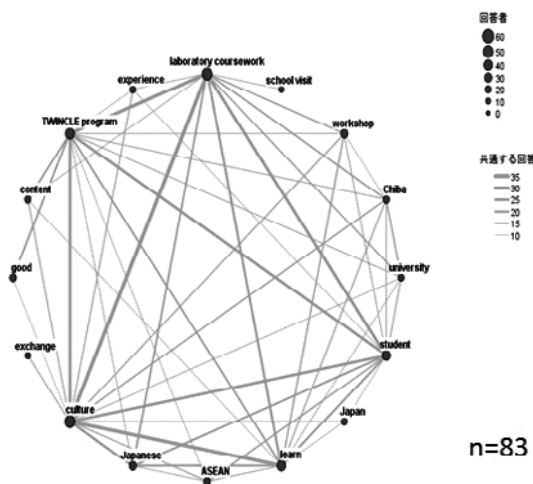 回答者
60
50
40
30
20
10
0
共通する回答
35
30
25
20
15
10
laboratory coursework
experience
school visit
TWINCLE program
workshop
content
Chiba
good
university
exchange
student
culture
Japan
Japanese
learn
ASEAN
n=83